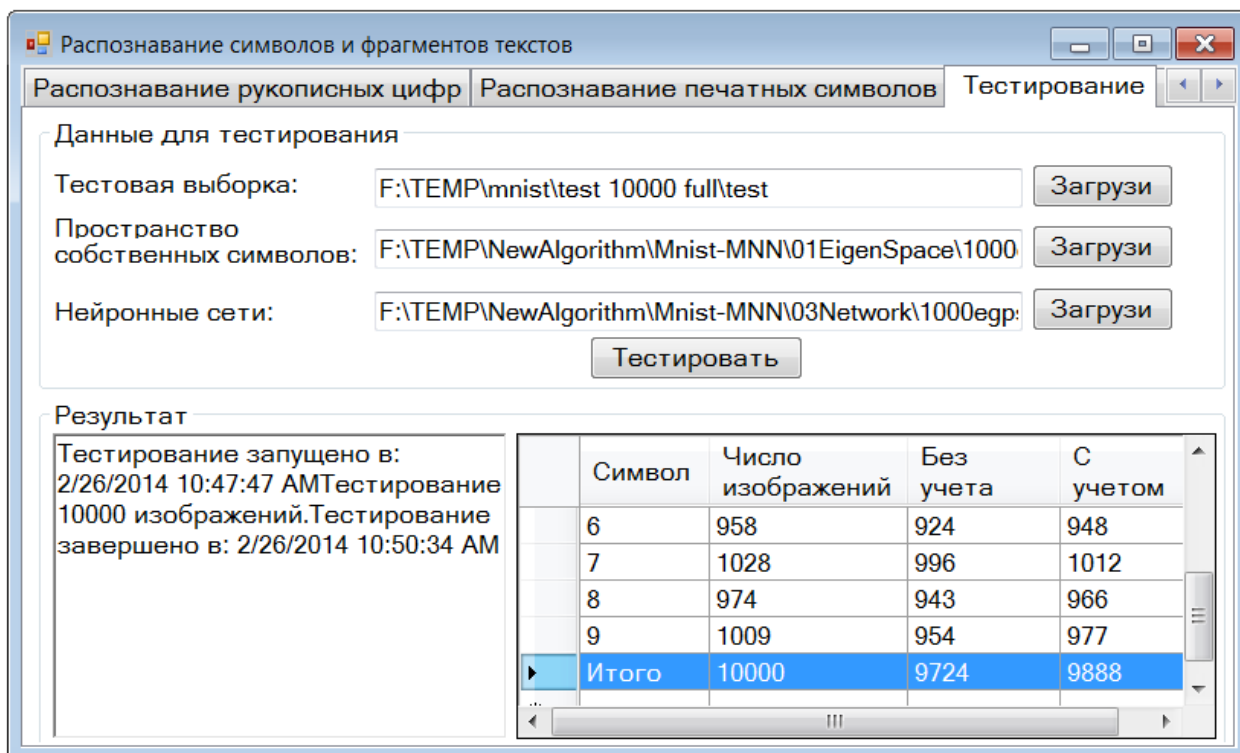 Распознавание символов и фрагментов текстов
Распознавание рукописных цифр Распознавание печатных символов Тестирование
Данные для тестирования
Тестовая выборка: F:\TEMP\mnist\test 10000 full\test Загрузи
Пространство
собственных символов: F:\TEMP\NewAlgorithm\Mnist-MNN\01EigenSpace\1000 Загрузи
Нейронные сети: F:\TEMP\NewAlgorithm\Mnist-MNN\03Network\1000egp Загрузи
Тестировать
Результат
Тестирование запущено в:
2/26/2014 10:47:47 AMТестирование
10000 изображений.Тестирование
завершено в: 2/26/2014 10:50:34 AM
Символ Число изображений Без учета С учетом
6 958 924 948
7 1028 996 1012
8 974 943 966
9 1009 954 977
Итого 10000 9724 9888